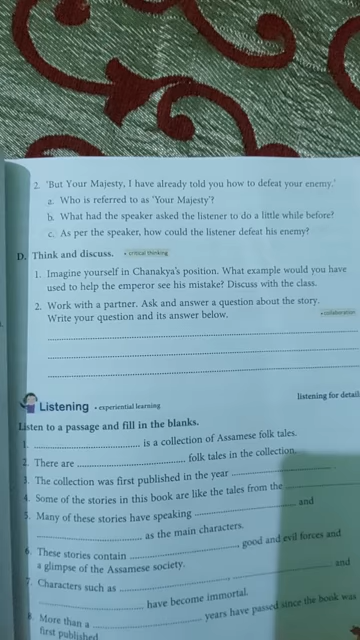 2. 'But Your Majesty, I have already told you how to defeat your enemy.'
a. Who is referred to as 'Your Majesty'?
b. What had the speaker asked the listener to do a little while before?
c. As per the speaker, how could the listener defeat his enemy?
D. Think and discuss. • critical thinking
1. Imagine yourself in Chanakya's position. What example would you have
used to help the emperor see his mistake? Discuss with the class.
2. Work with a partner. Ask and answer a question about the story.
Write your question and its answer below. • collaboration
Listening • experiential learning listening for detail
Listen to a passage and fill in the blanks.
1. .............................. is a collection of Assamese folk tales.
2. There are .............................. folk tales in the collection.
3. The collection was first published in the year ..............................
4. Some of the stories in this book are like the tales from the ..............................
5. Many of these stories have speaking .............................. and
.............................. as the main characters.
6. These stories contain .............................., good and evil forces and
a glimpse of the Assamese society.
7. Characters such as .............................., .............................. and
.............................. have become immortal.
8. More than a .............................. years have passed since the book was
first published